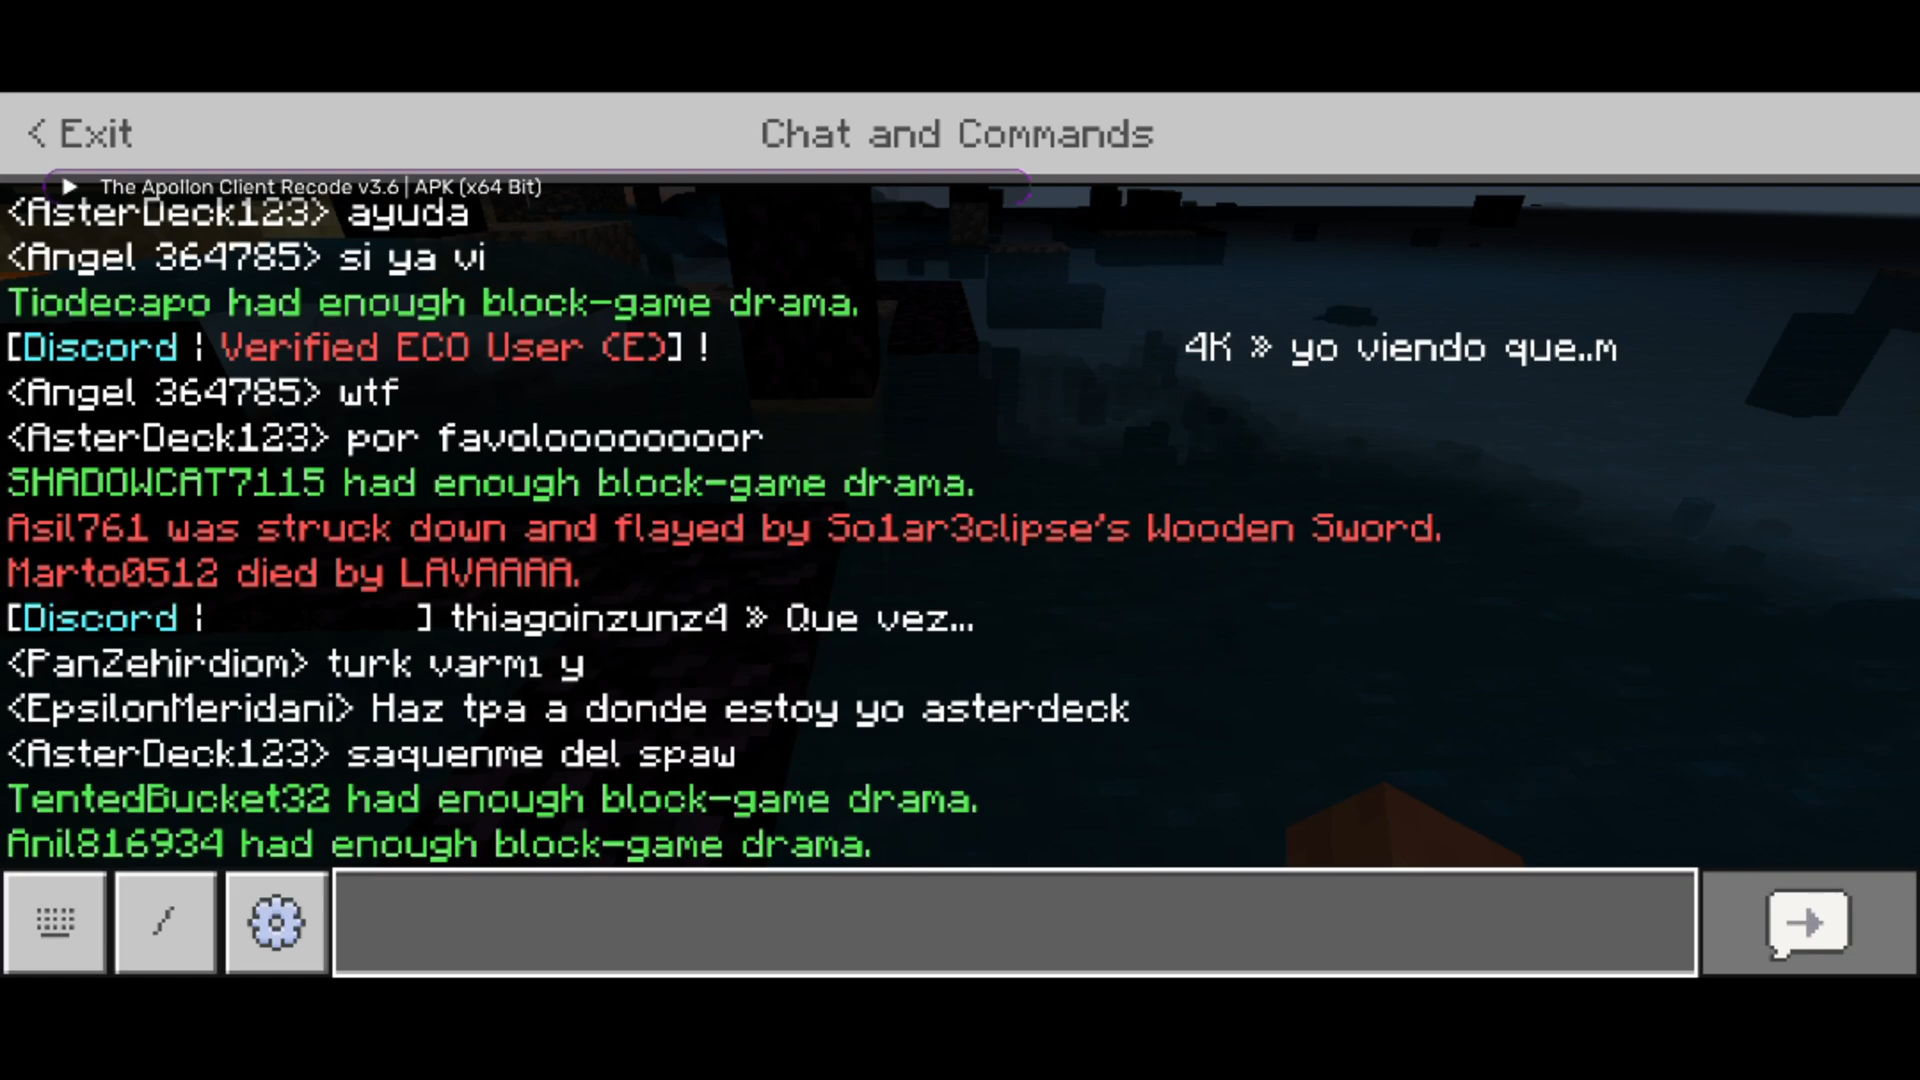 Exit
Chat and Commands
The Apollon Client Recode v3.6 | APK (x64 Bit)
<AsterDeck123> ayuda
<Angel 364785> si ya vi
Tiodecapo had enough block-game drama.
[Discord ¦ Verified ECO User (E)] ! 4K » yo viendo que..m
<Angel 364785> wtf
<AsterDeck123> por favolooooooooor
SHADOWCAT7115 had enough block-game drama.
Asil761 was struck down and flayed by So1ar3clipse's Wooden Sword.
Marto0512 died by LAVAAAA.
[Discord ¦ ] thiagoinzunz4 » Que vez...
<PanZehirdiom> turk varmı y
<EpsilonMeridani> Haz tpa a donde estoy yo asterdeck
<AsterDeck123> saquenme del spaw
TentedBucket32 had enough block-game drama.
Anil816934 had enough block-game drama.
/